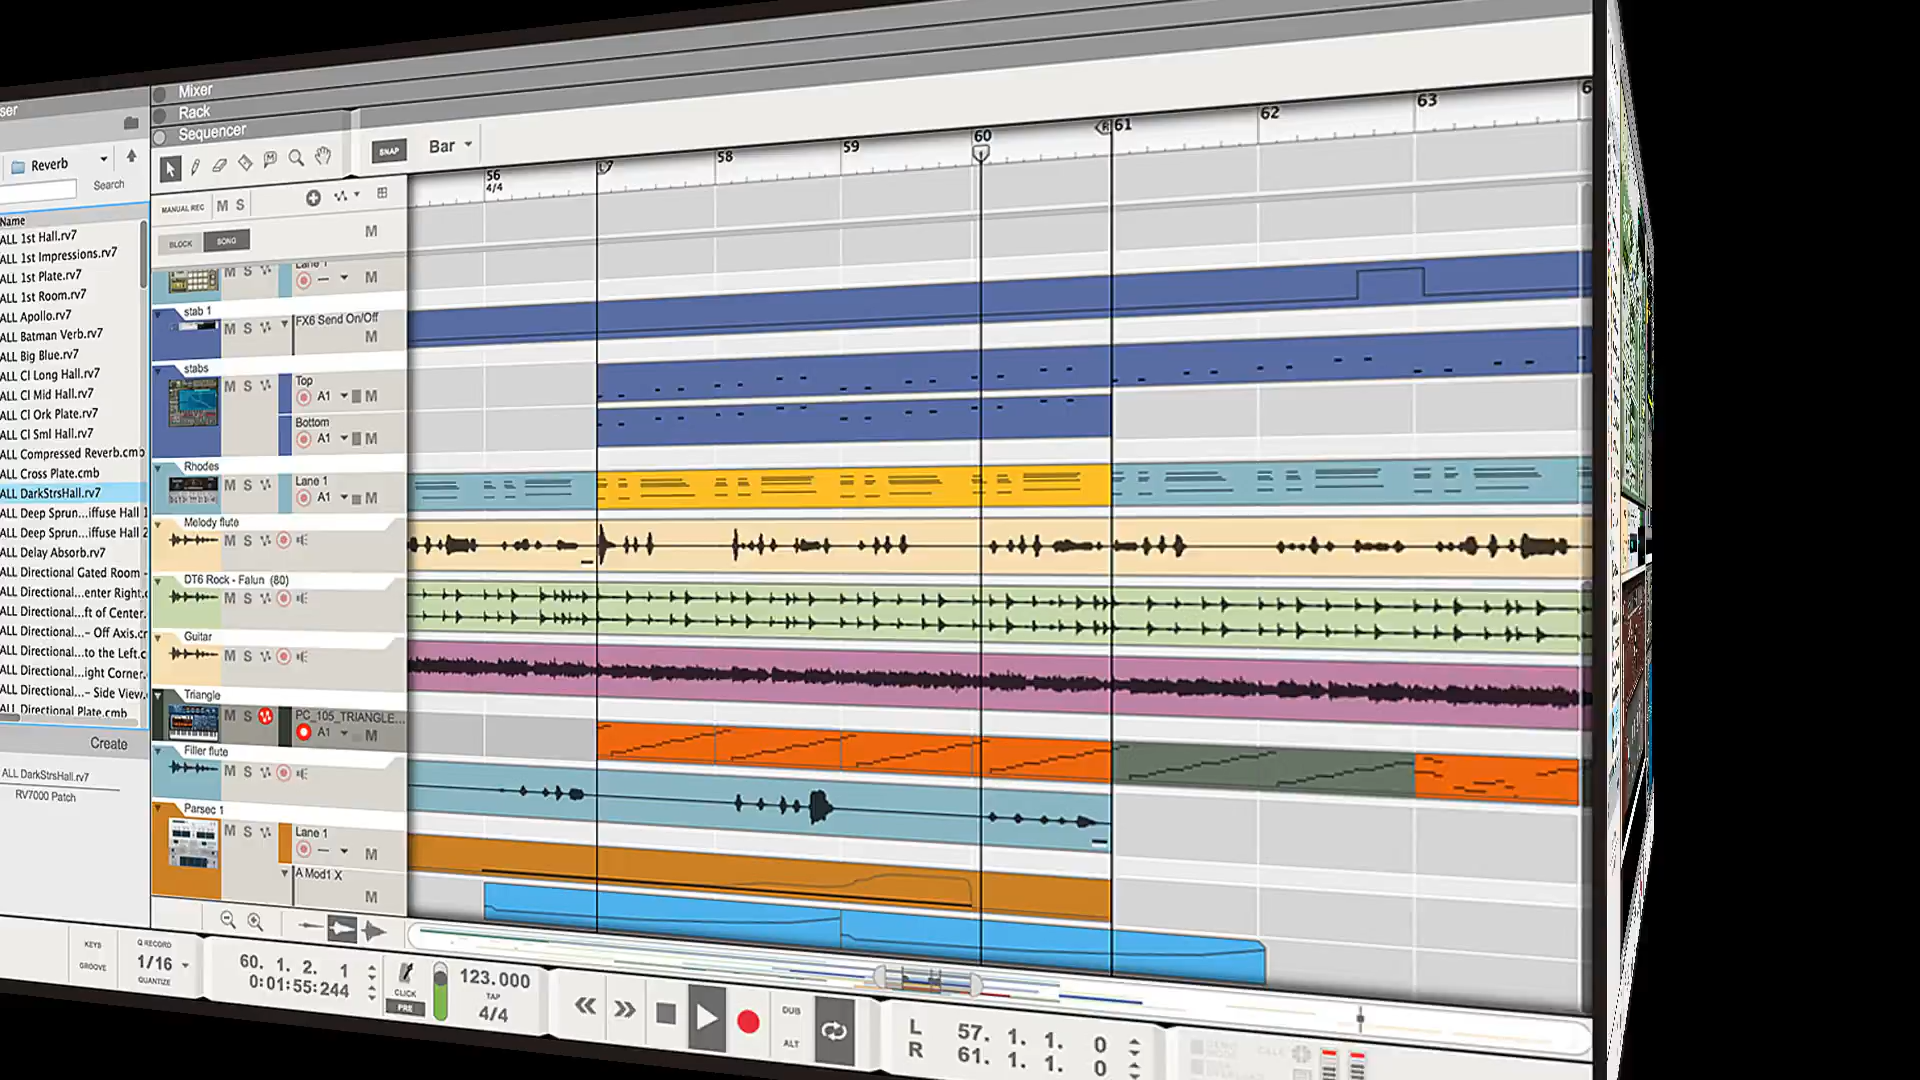 ser
Mixer
Rack
Sequencer
Reverb
Search
SNAP
Bar
56
4/4
58
59
60
R
61
62
63
L
7
6
MANUAL REC
M S
BLOCK
SONG
M
Name
ALL 1st Hall.rv7
ALL 1st Impressions.rv7
ALL 1st Plate.rv7
ALL 1st Room.rv7
ALL Apollo.rv7
ALL Batman Verb.rv7
ALL Big Blue.rv7
ALL Cl Long Hall.rv7
ALL Cl Mid Hall.rv7
ALL Cl Ork Plate.rv7
ALL Cl Sml Hall.rv7
ALL Compressed Reverb.cmb
ALL Cross Plate.cmb
ALL DarkStrsHall.rv7
ALL Deep Sprun...iffuse Hall 1
ALL Deep Sprun...iffuse Hall 2
ALL Delay Absorb.rv7
ALL Directional Gated Room -
ALL Directional...enter Right.c
ALL Directional...ft of Center.
ALL Directional...- Off Axis.cr
ALL Directional...to the Left.c
ALL Directional...ight Corner.
ALL Directional...- Side View.
ALL Directional Plate.cmb
Create
ALL DarkStrsHall.rv7
RV7000 Patch
M S
Lane 1
M
stab 1
M S
FX6 Send On/Off
M
stabs
M S
Top
A1
M
Bottom
A1
M
Rhodes
M S
Lane 1
A1
M
Melody flute
M S
DT6 Rock - Falun (80)
M S
Guitar
M S
Triangle
M S
PC_105_TRIANGLE...
A1
M
Filler flute
M S
Parsec 1
M S
Lane 1
M
A Mod1 X
M
KEYS
GROOVE
Q RECORD
1/16
QUANTIZE
60. 1. 2. 1
0:01:55:244
CLICK
PRE
123.000
TAP
4/4
DUB
ALT
L 57. 1. 1. 0
R 61. 1. 1. 0